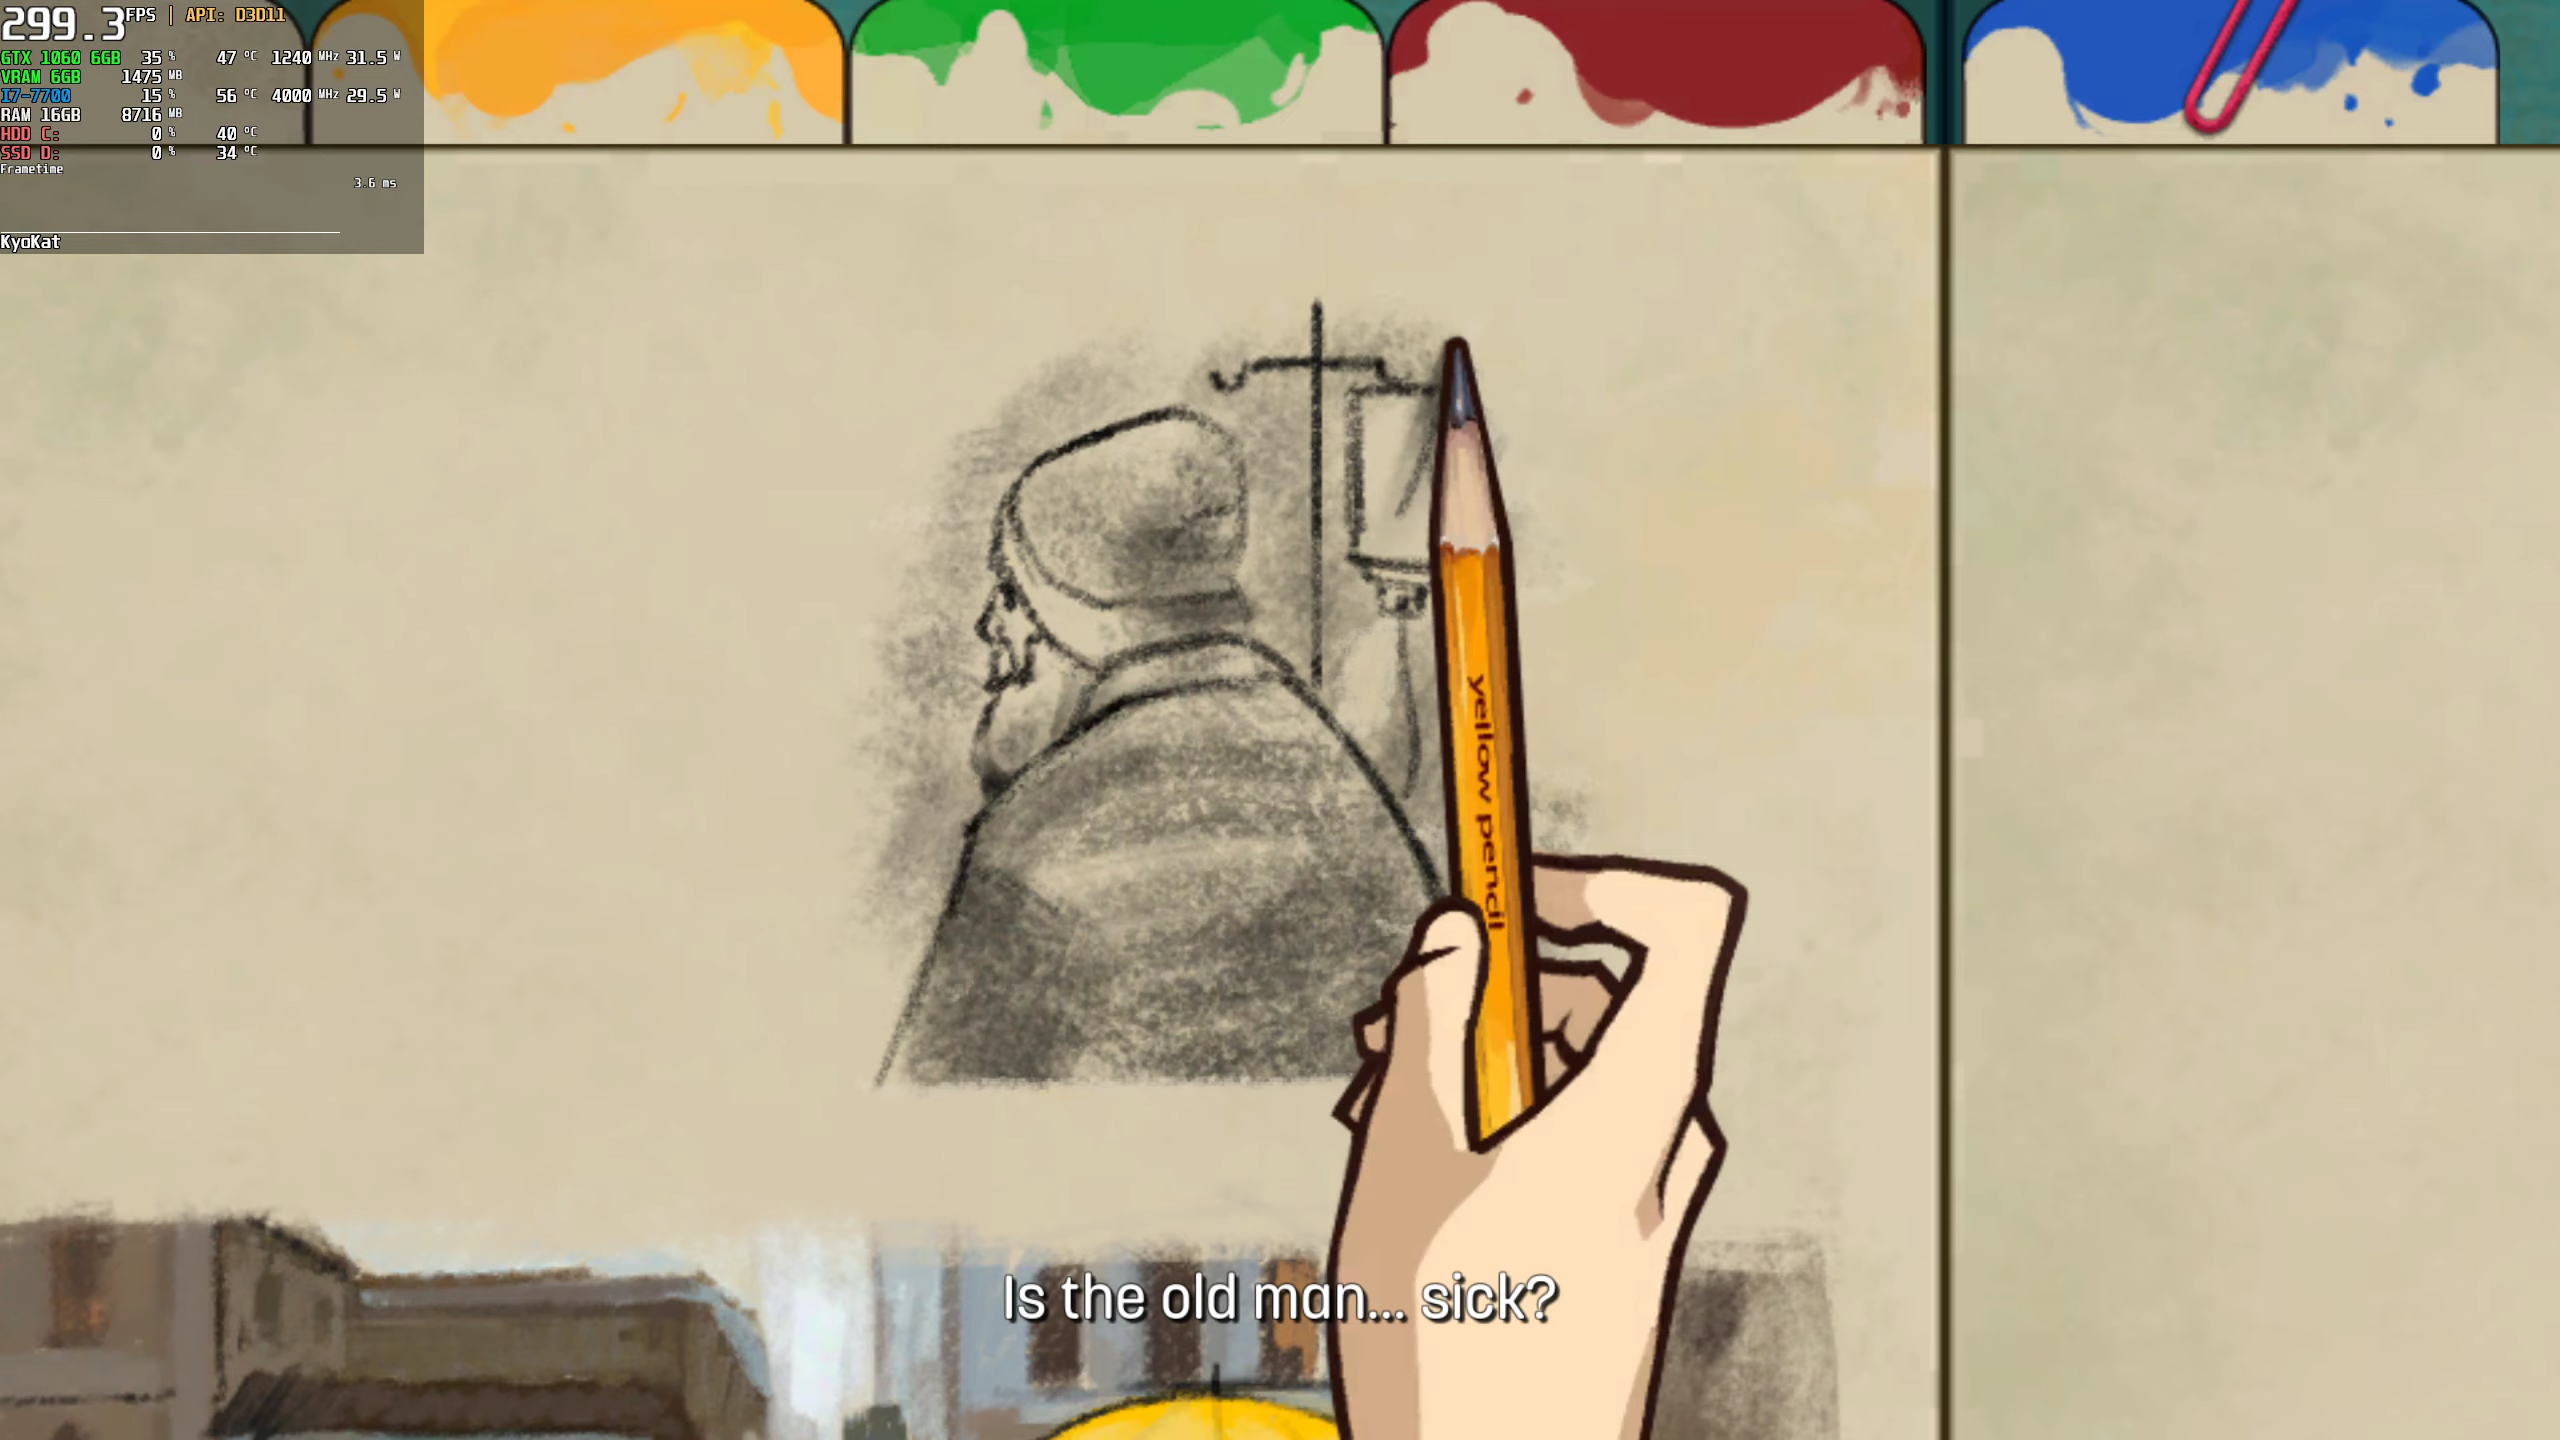 299.3 FPS | API: D3D11
GTX 1060 6GB 35 % 47 °C 1240 MHz 31.5 W
VRAM 6GB 1475 MB
I7-7700 15 % 56 °C 4000 MHz 29.5 W
RAM 16GB 8716 MB
HDD C: 0 % 40 °C
SSD D: 0 % 34 °C
Frametime
3.6 ms
KyoKat
yellow pencil
Is the old man... sick?